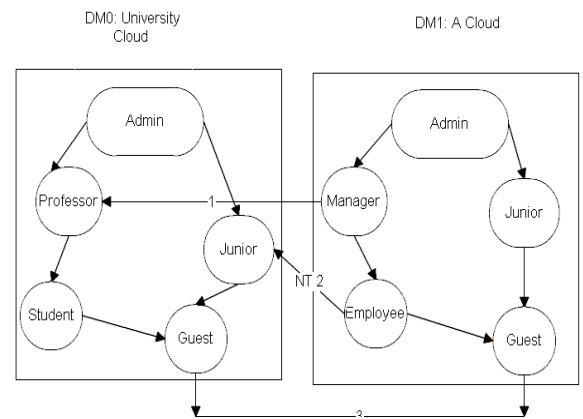 DM0: University
Cloud
DM1: A Cloud
Admin
Admin
Professor
1
Manager
Junior
Junior
NT 2
Student
Guest
Employee
Guest
3